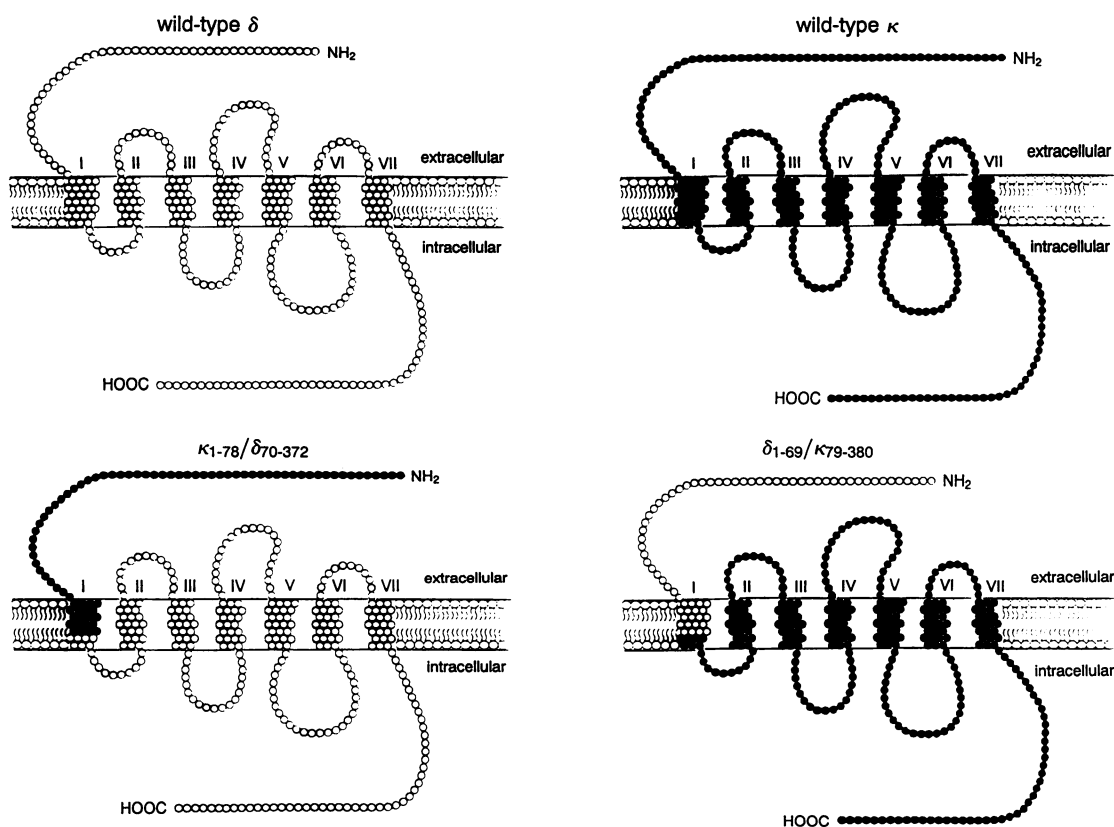 wild-type δ
NH₂
I II III IV V VI VII
extracellular
intracellular
HOOC
wild-type κ
NH₂
I II III IV V VI VII
extracellular
intracellular
HOOC
κ₁₋₇₈/δ₇₀₋₃₇₂
NH₂
I II III IV V VI VII
extracellular
intracellular
HOOC
δ₁₋₆₉/κ₇₉₋₃₈₀
NH₂
I II III IV V VI VII
extracellular
intracellular
HOOC